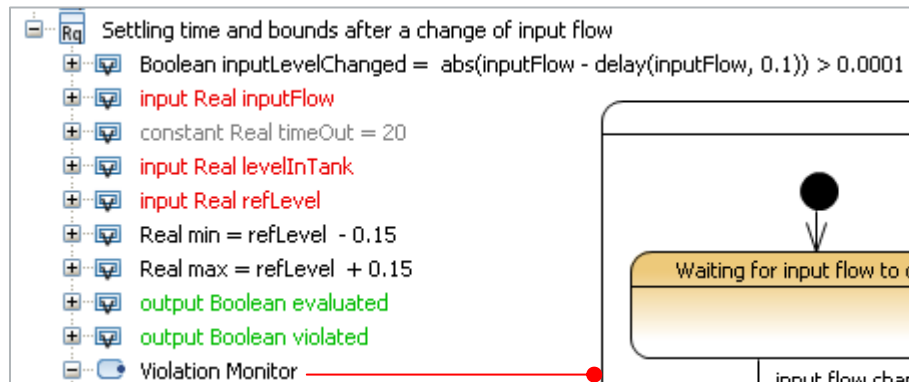 Rq Settling time and bounds after a change of input flow
Boolean inputLevelChanged = abs(inputFlow - delay(inputFlow, 0.1)) > 0.0001
input Real inputFlow
constant Real timeOut = 20
input Real levelInTank
input Real refLevel
Real min = refLevel - 0.15
Real max = refLevel + 0.15
output Boolean evaluated
output Boolean violated
Violation Monitor
Waiting for input flow to
input flow